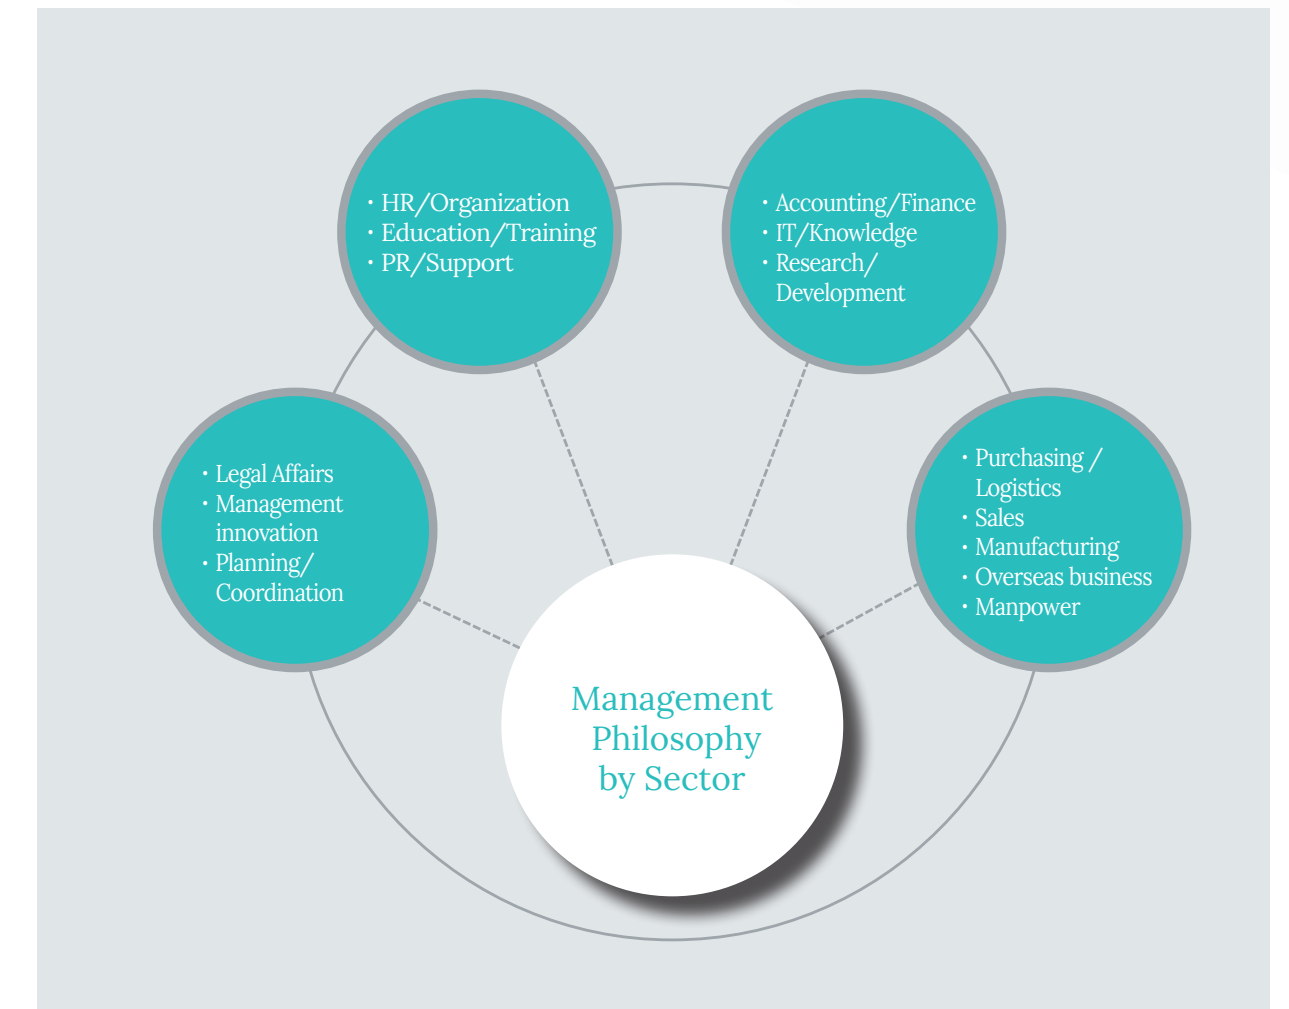 · HR/Organization
· Education/Training
· PR/Support
· Accounting/Finance
· IT/Knowledge
· Research/
Development
· Legal Affairs
· Management
innovation
· Planning/
Coordination
· Purchasing /
Logistics
· Sales
· Manufacturing
· Overseas business
· Manpower
Management
Philosophy
by Sector